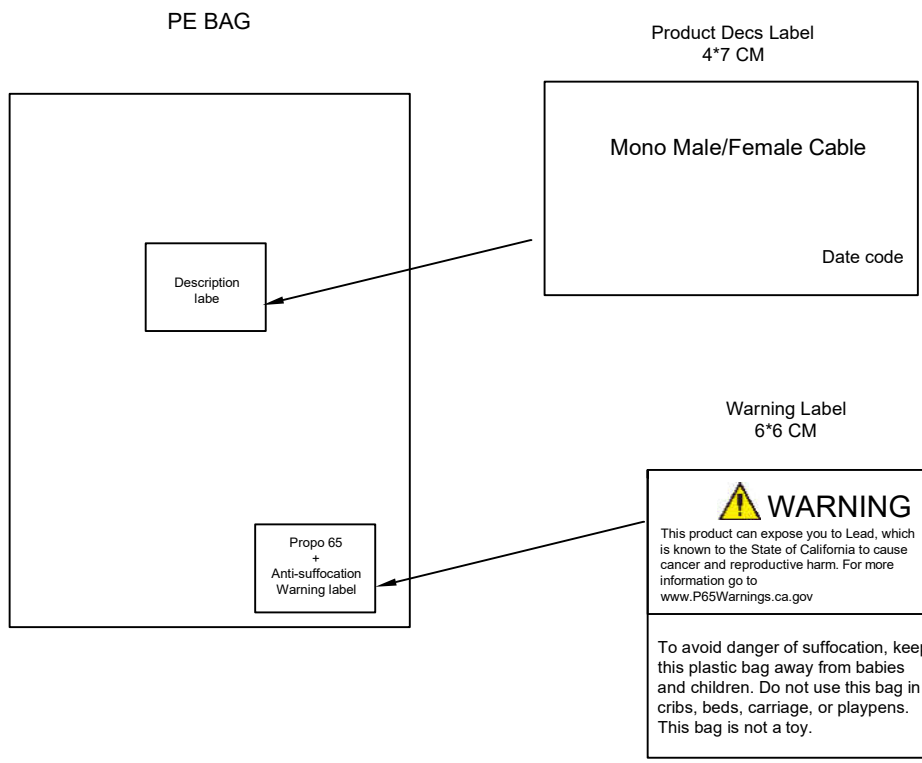 PE BAG
Product Decs Label
4*7 CM
Mono Male/Female Cable
Date code
Description
labe
Warning Label
6*6 CM
WARNING
This product can expose you to Lead, which
is known to the State of California to cause
cancer and reproductive harm. For more
information go to
www.P65Warnings.ca.gov
Propo 65
+
Anti-suffocation
Warning label
To avoid danger of suffocation, keep
this plastic bag away from babies
and children. Do not use this bag in
cribs, beds, carriage, or playpens.
This bag is not a toy.